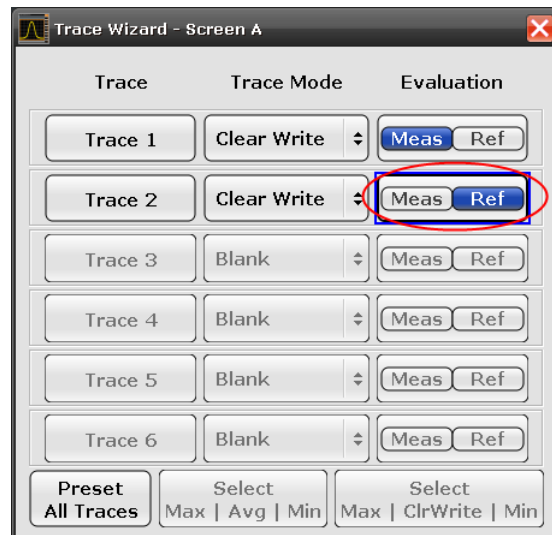 Trace Wizard - Screen A
Trace Trace Mode Evaluation
Trace 1 Clear Write Meas Ref
Trace 2 Clear Write Meas Ref
Trace 3 Blank Meas Ref
Trace 4 Blank Meas Ref
Trace 5 Blank Meas Ref
Trace 6 Blank Meas Ref
Preset Select Select
All Traces Max | Avg | Min Max | ClrWrite | Min